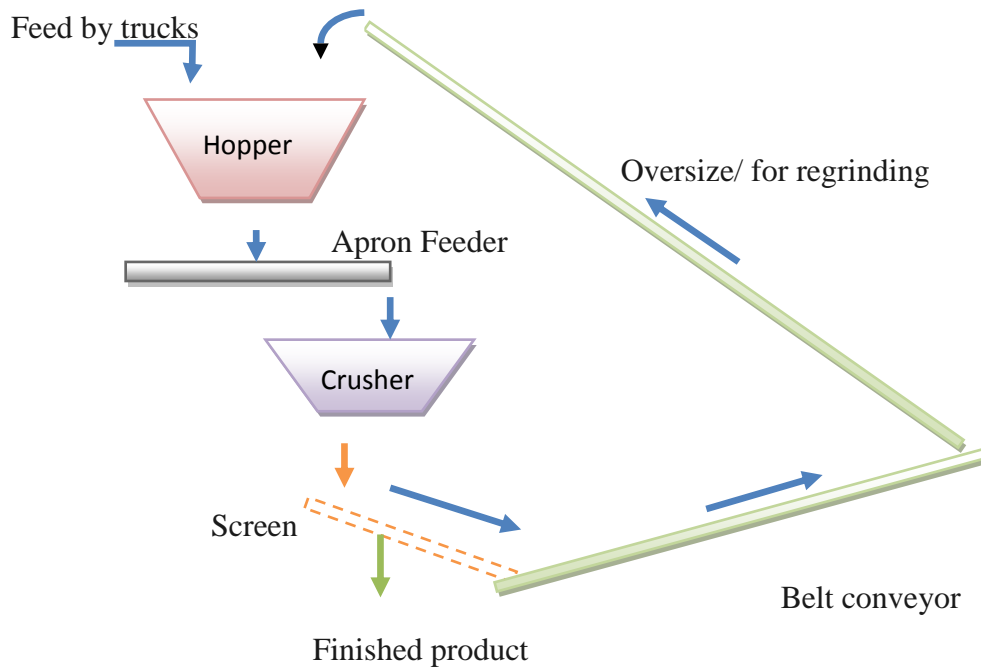 Feed by trucks
Hopper
Oversize/ for regrinding
Apron Feeder
Crusher
Screen
Belt conveyor
Finished product